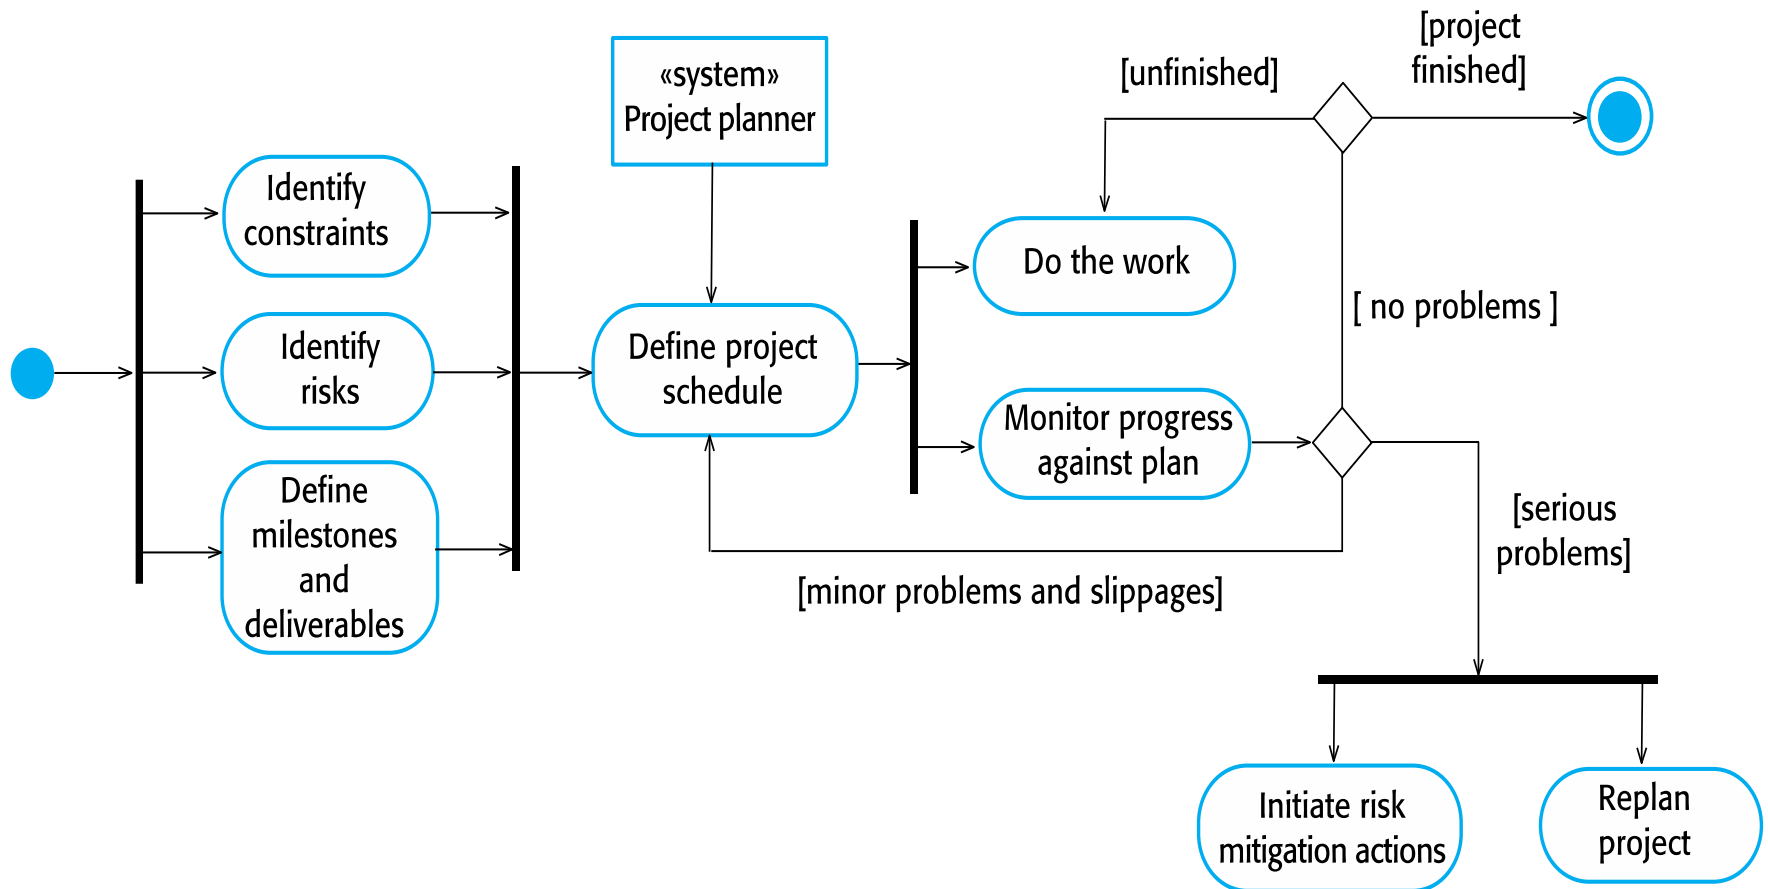 Identify
constraints
Identify
risks
Define
milestones
and
deliverables
«system»
Project planner
Define project
schedule
[unfinished]
[project
finished]
Do the work
[ no problems ]
Monitor progress
against plan
[minor problems and slippages]
[serious
problems]
Initiate risk
mitigation actions
Replan
project